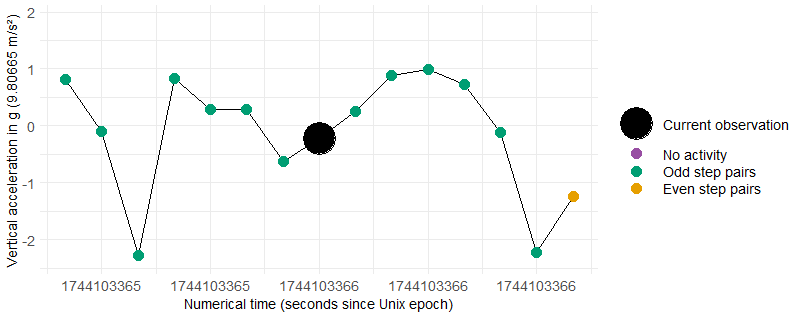 Vertical acceleration in g (9.80665 m/s²)
2
1
0
-1
-2
1744103365
1744103365
1744103366
1744103366
1744103366
Numerical time (seconds since Unix epoch)
Current observation
No activity
Odd step pairs
Even step pairs